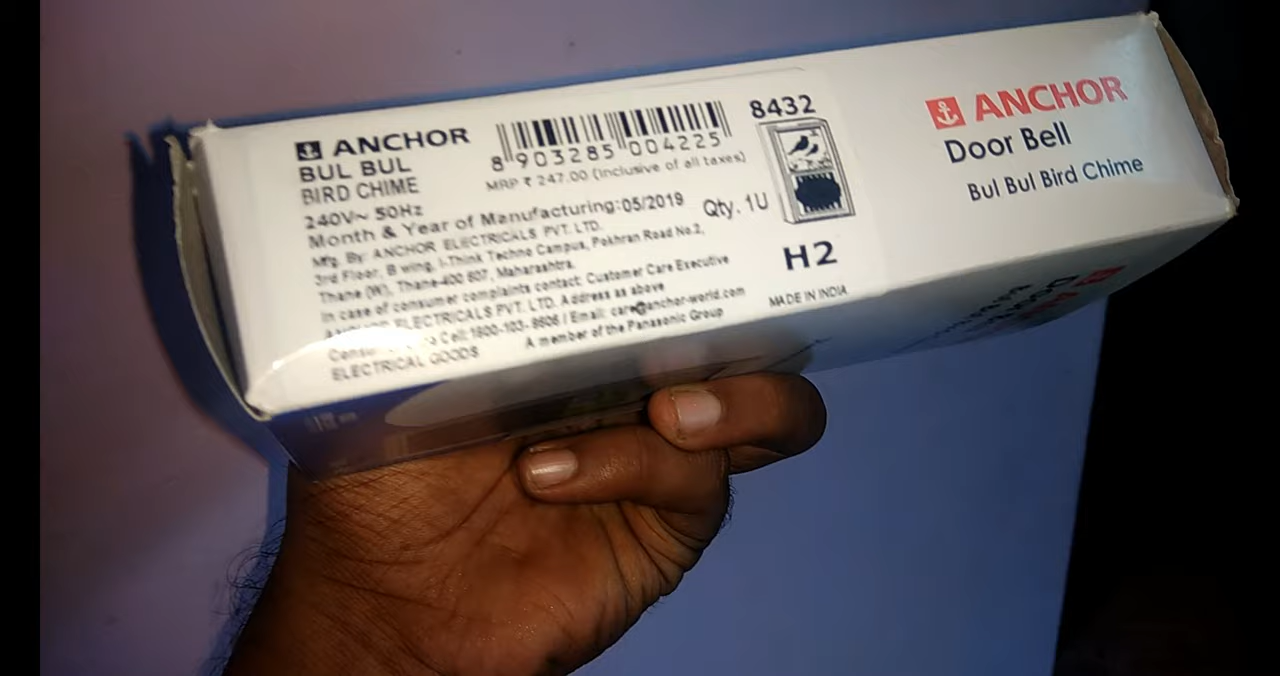 ANCHOR
BUL BUL
BIRD CHIME
240V~ 50Hz
8 903285 004225
MRP ₹ 247.00 (Inclusive of all taxes)
Month & Year of Manufacturing:05/2019
Qty. 1U
Mfg. By: ANCHOR ELECTRICALS PVT. LTD.
3rd Floor, B wing, I-Think Techno Campus, Pokhran Road No.2,
Thane (W), Thane-400 607, Maharashtra.
In case of consumer complaints contact: Customer Care Executive
ELECTRICALS PVT. LTD. Address as above
Cell: 1800-103- 8606 / Email: care@anchor-world.com
ELECTRICAL GOODS
A member of the Panasonic Group
8432
H2
MADE IN INDIA
ANCHOR
Door Bell
Bul Bul Bird Chime